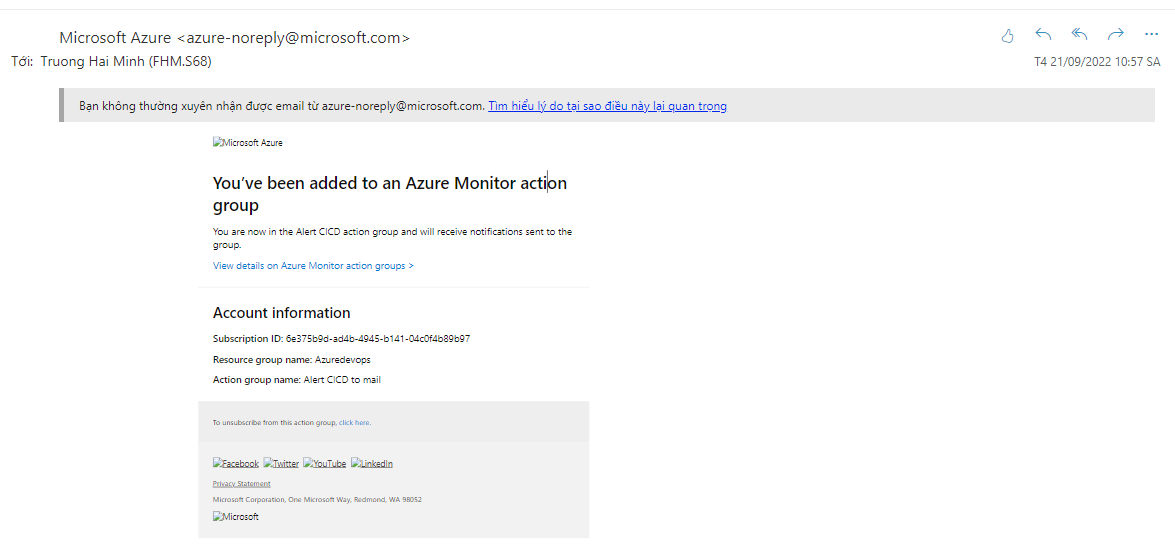 Microsoft Azure <azure-noreply@microsoft.com>
Tới: Truong Hai Minh (FHM.S68)
T4 21/09/2022 10:57 SA
Bạn không thường xuyên nhận được email từ azure-noreply@microsoft.com. Tìm hiểu lý do tại sao điều này lại quan trọng
Microsoft Azure
You’ve been added to an Azure Monitor action
group
You are now in the Alert CICD action group and will receive notifications sent to the
group.
View details on Azure Monitor action groups >
Account information
Subscription ID: 6e375b9d-ad4b-4945-b141-04c0f4b89b97
Resource group name: Azuredevops
Action group name: Alert CICD to mail
To unsubscribe from this action group, click here.
Facebook Twitter YouTube LinkedIn
Privacy Statement
Microsoft Corporation, One Microsoft Way, Redmond, WA 98052
Microsoft